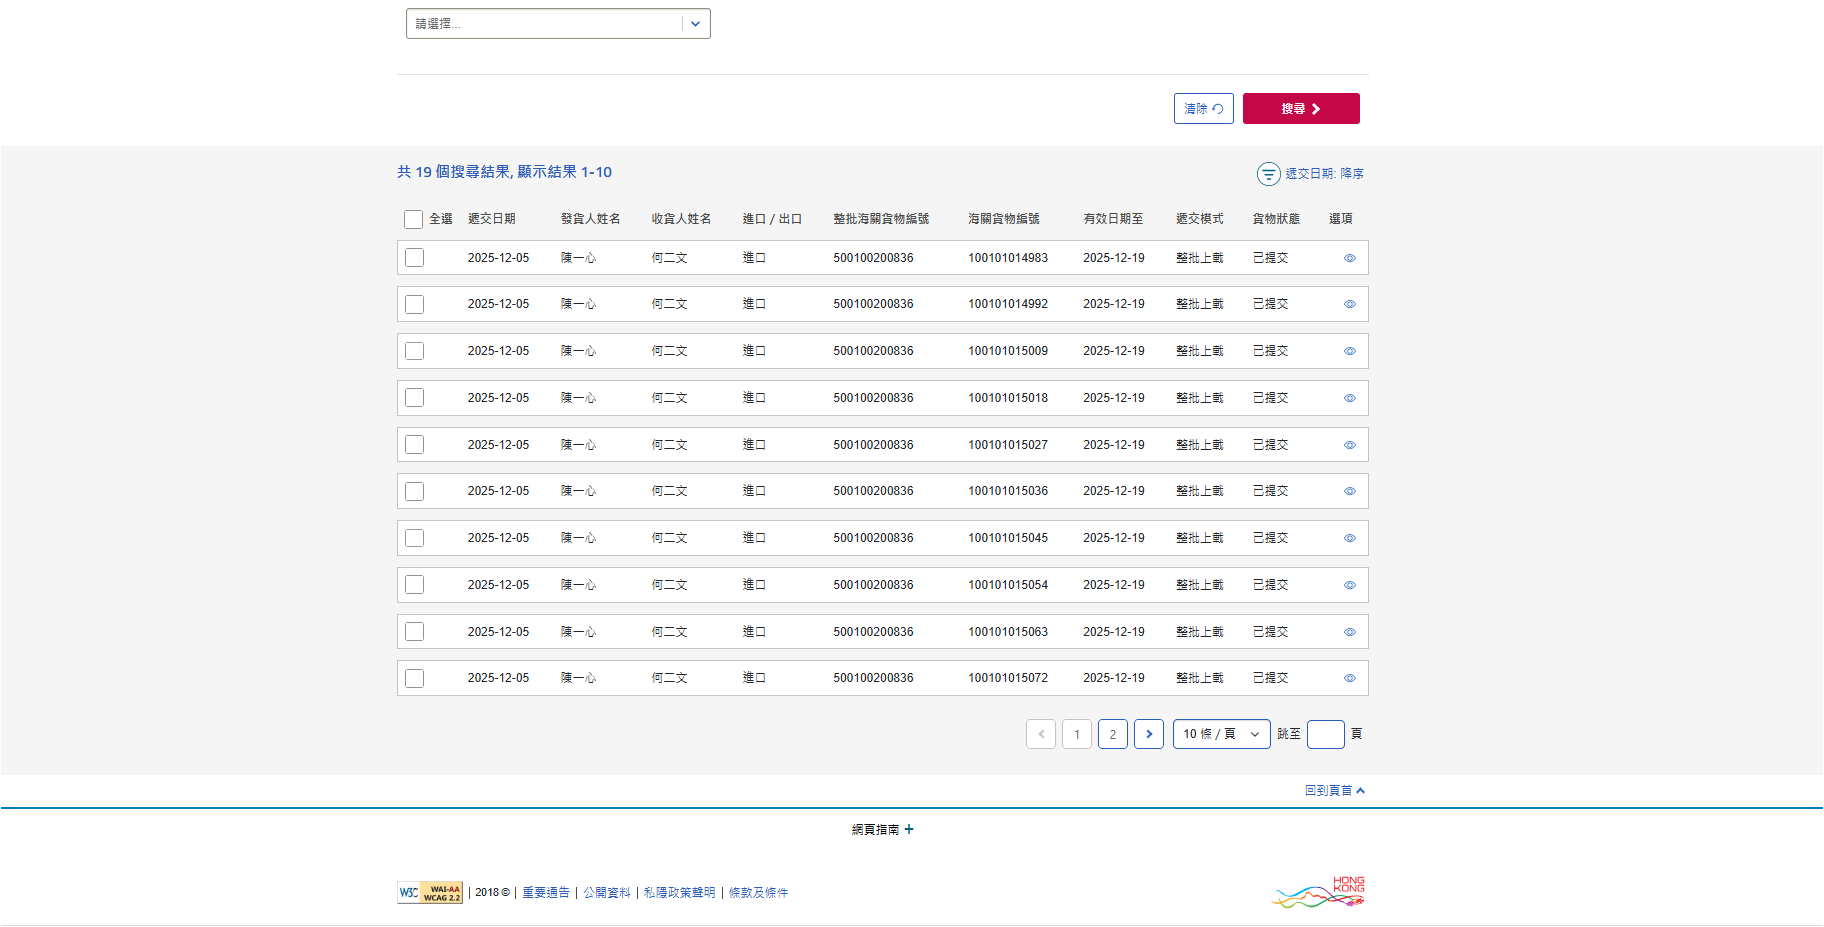 請選擇...
清除 搜尋
共 19 個搜尋結果, 顯示結果 1-10 遞交日期: 降序
全選 遞交日期 發貨人姓名 收貨人姓名 進口 / 出口 整批海關貨物編號 海關貨物編號 有效日期至 遞交模式 貨物狀態 選項
2025-12-05 陳一心 何二文 進口 500100200836 100101014983 2025-12-19 整批上載 已提交
2025-12-05 陳一心 何二文 進口 500100200836 100101014992 2025-12-19 整批上載 已提交
2025-12-05 陳一心 何二文 進口 500100200836 100101015009 2025-12-19 整批上載 已提交
2025-12-05 陳一心 何二文 進口 500100200836 100101015018 2025-12-19 整批上載 已提交
2025-12-05 陳一心 何二文 進口 500100200836 100101015027 2025-12-19 整批上載 已提交
2025-12-05 陳一心 何二文 進口 500100200836 100101015036 2025-12-19 整批上載 已提交
2025-12-05 陳一心 何二文 進口 500100200836 100101015045 2025-12-19 整批上載 已提交
2025-12-05 陳一心 何二文 進口 500100200836 100101015054 2025-12-19 整批上載 已提交
2025-12-05 陳一心 何二文 進口 500100200836 100101015063 2025-12-19 整批上載 已提交
2025-12-05 陳一心 何二文 進口 500100200836 100101015072 2025-12-19 整批上載 已提交
1 2 10 條 / 頁 跳至 頁
回到頁首
網頁指南 +
W3C WAI-AA WCAG 2.2 | 2018 © | 重要通告 | 公開資料 | 私隱政策聲明 | 條款及條件
HONG
KONG